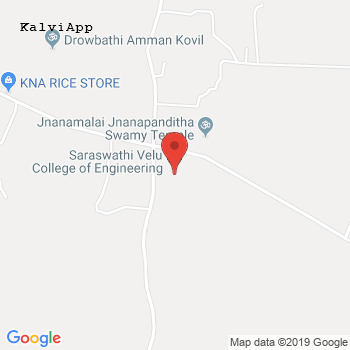 KalviApp
Drowbathi Amman Kovil
KNA RICE STORE
Jnanamalai Jnanapanditha
Swamy Temple
Saraswathi Velu
College of Engineering
Google
Map data ©2019 Google